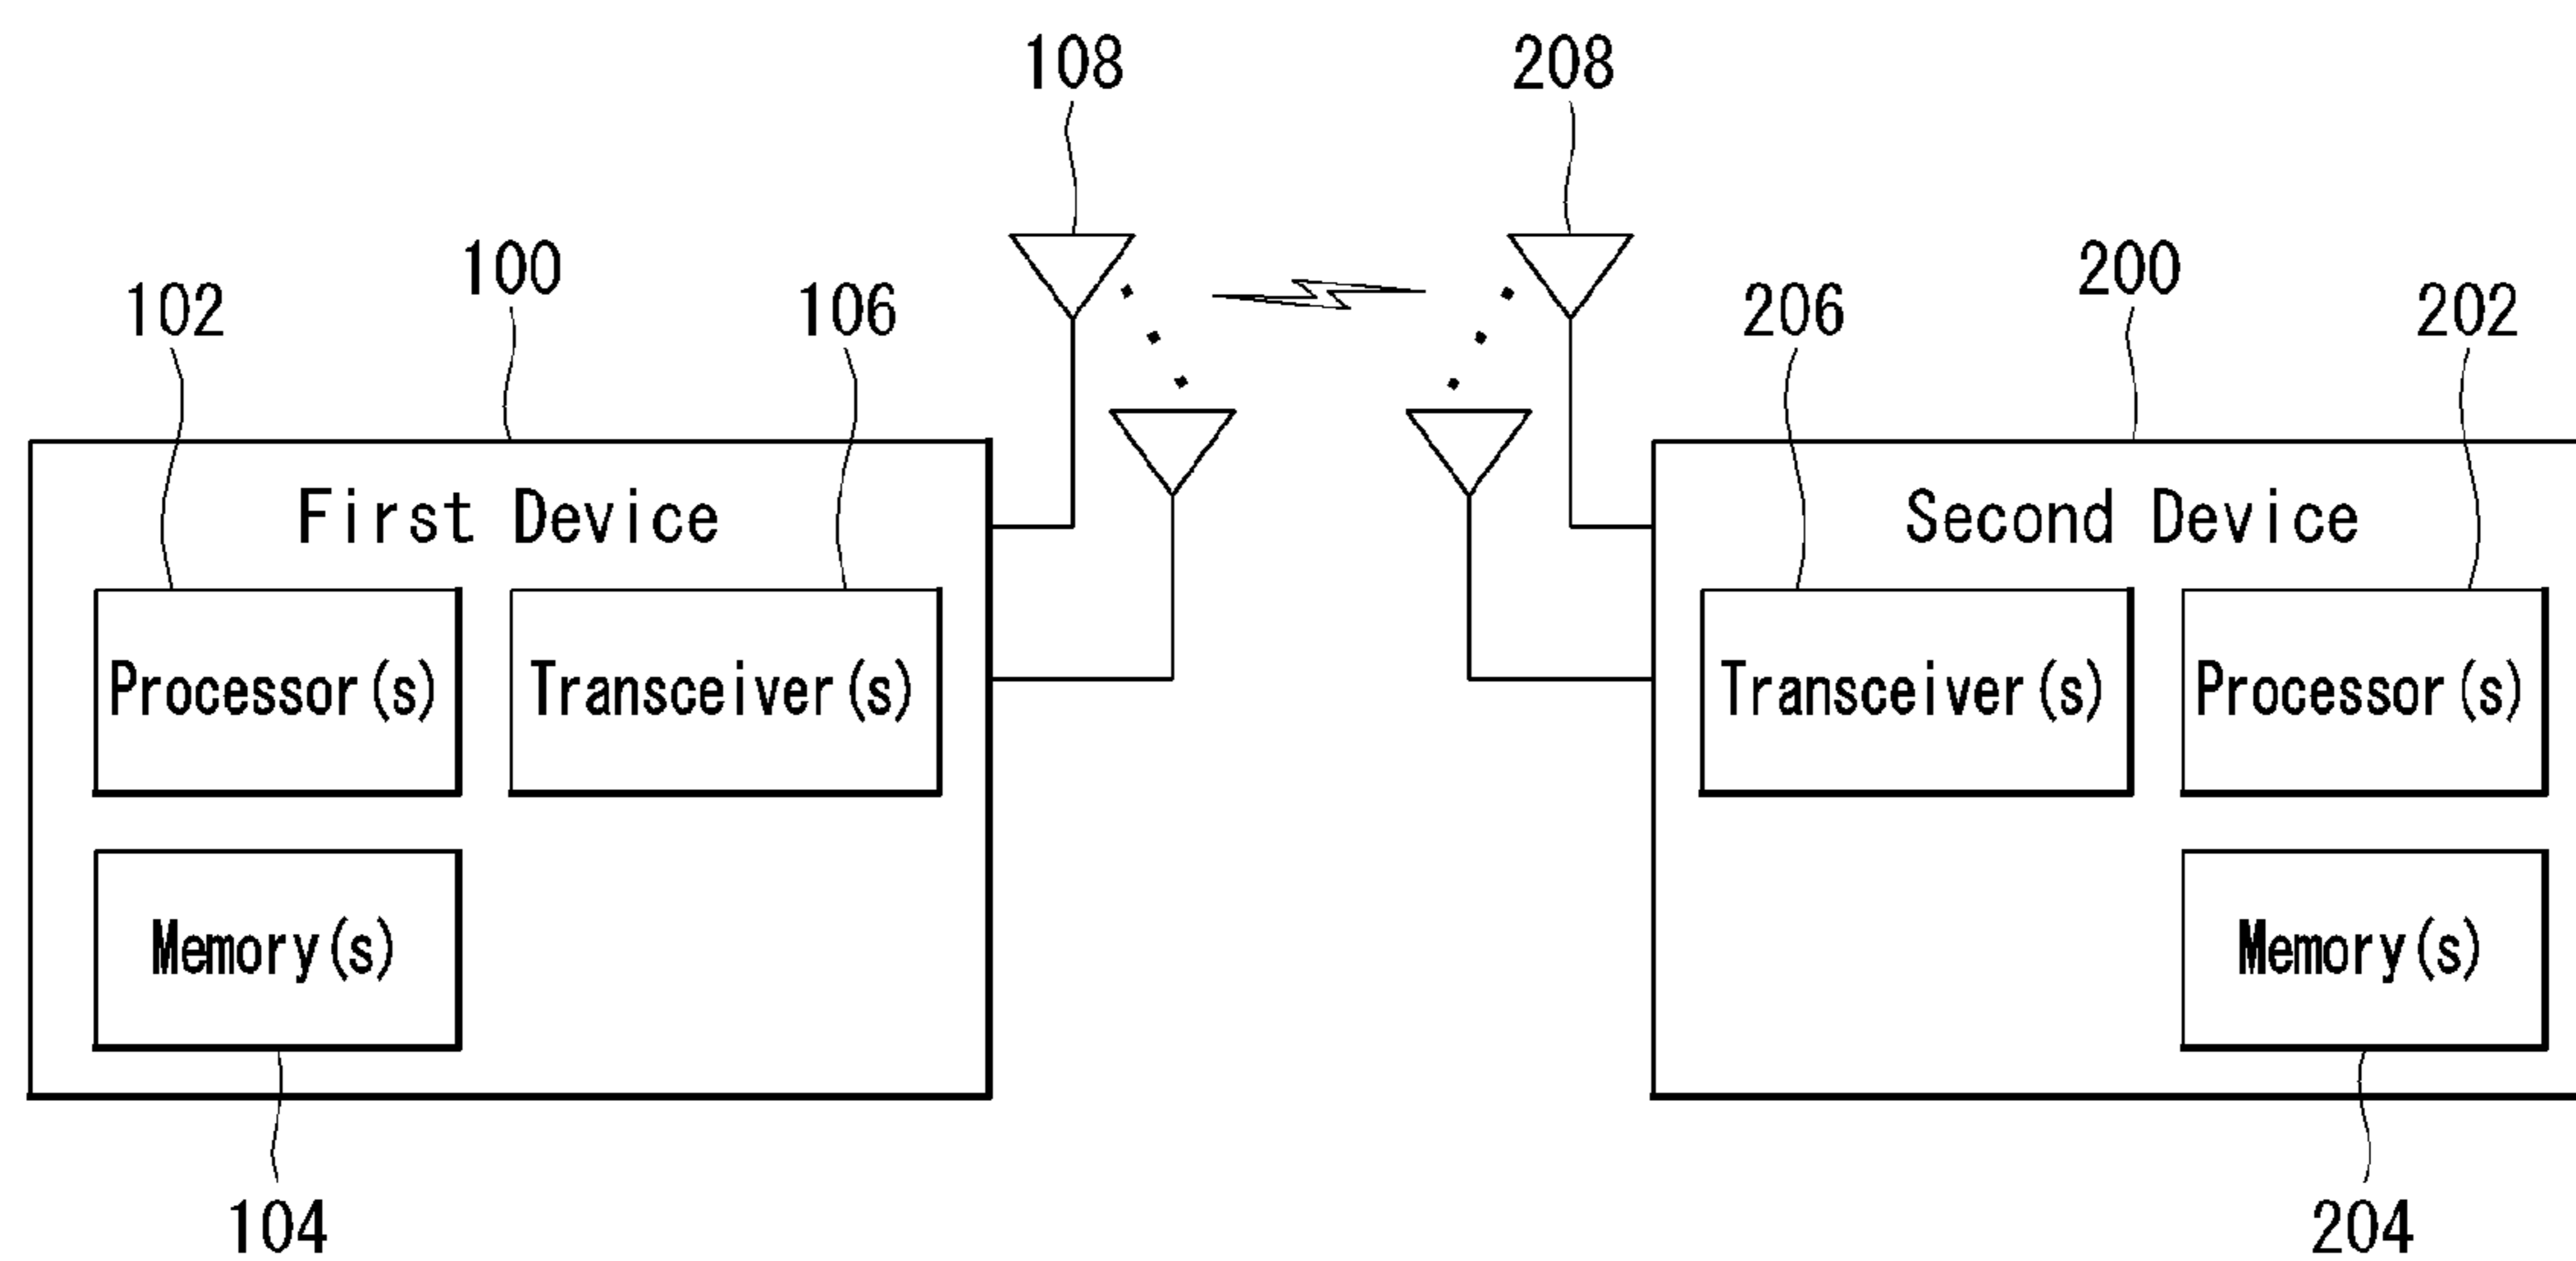 108 208
100 200
102 106 206 202
First Device Second Device
Processor(s) Transceiver(s) Transceiver(s) Processor(s)
Memory(s) Memory(s)
104 204